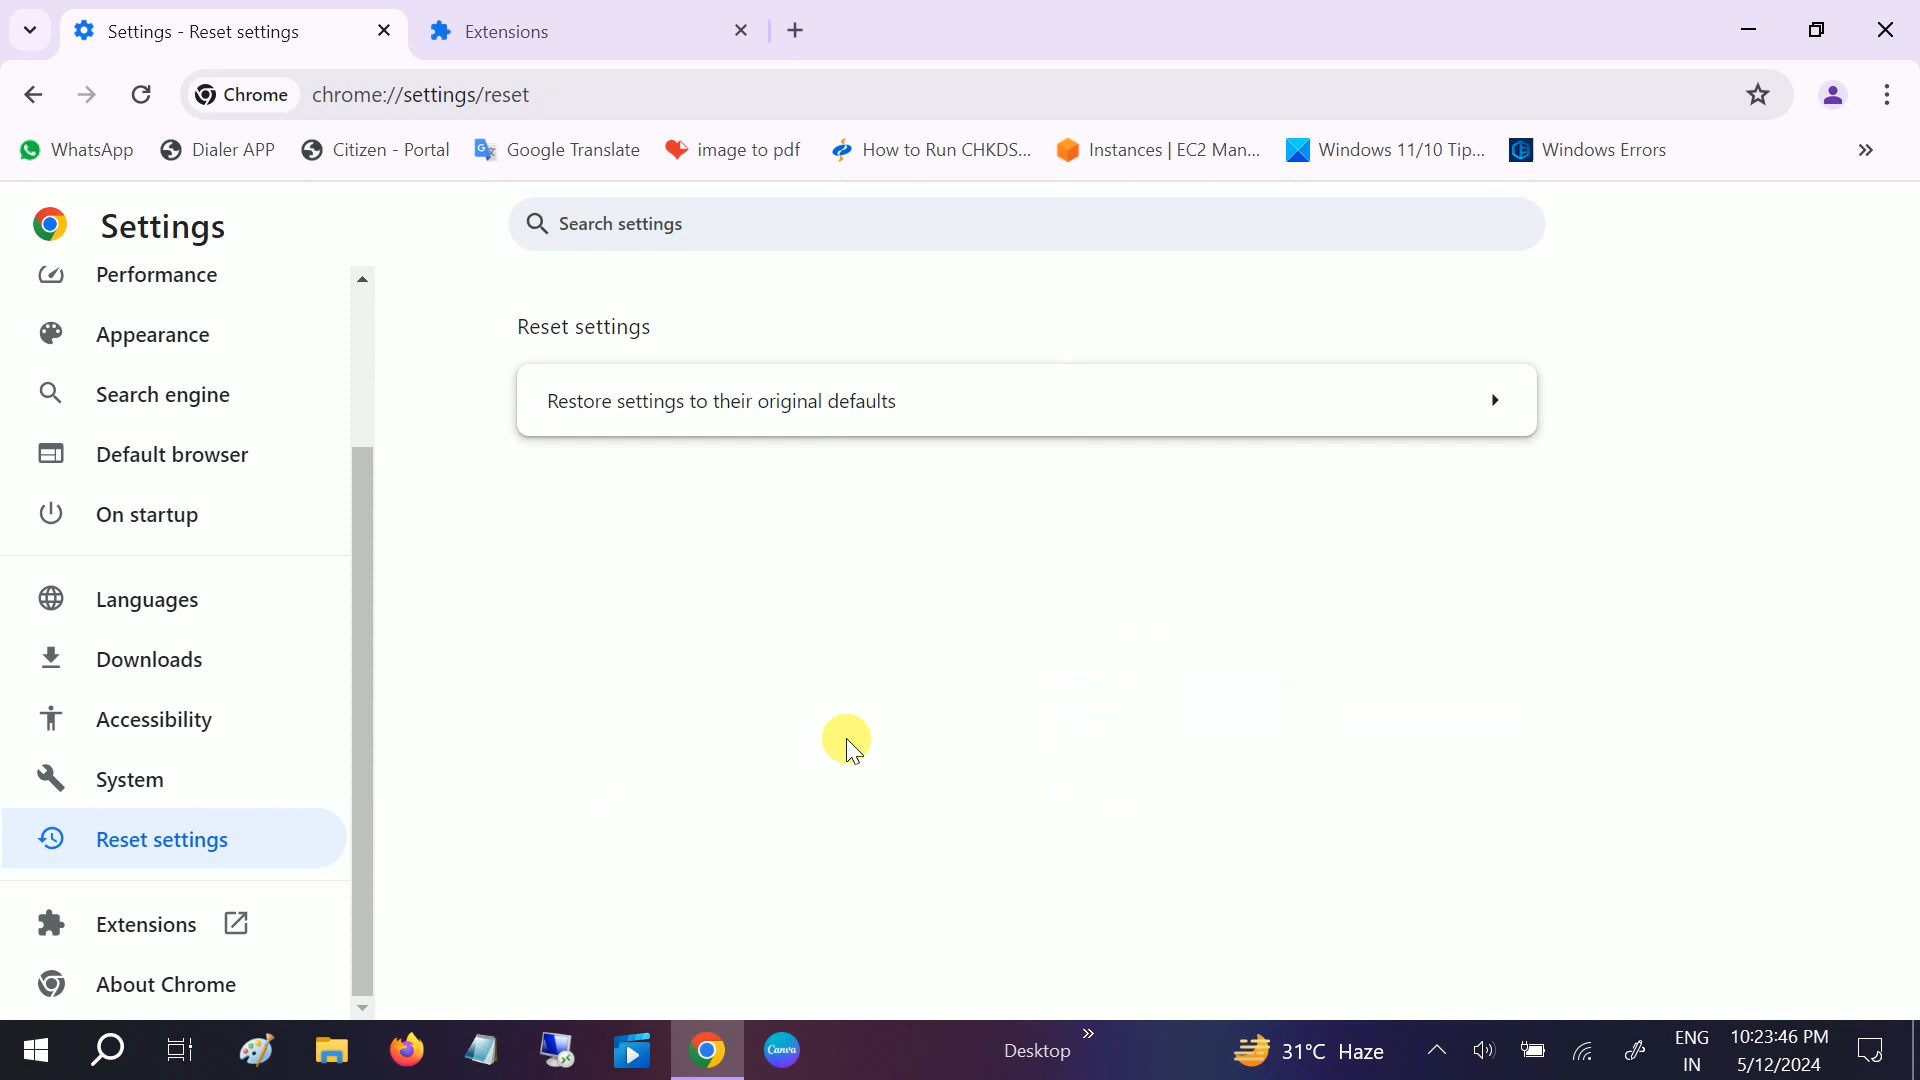 Settings - Reset settings
Extensions
Chrome
chrome://settings/reset
WhatsApp
Dialer APP
Citizen - Portal
Google Translate
image to pdf
How to Run CHKDS...
Instances | EC2 Man...
Windows 11/10 Tip...
Windows Errors
Settings
Search settings
Performance
Appearance
Search engine
Default browser
On startup
Languages
Downloads
Accessibility
System
Reset settings
Extensions
About Chrome
Reset settings
Restore settings to their original defaults
Canva
Desktop
31°C Haze
ENG
IN
10:23:46 PM
5/12/2024